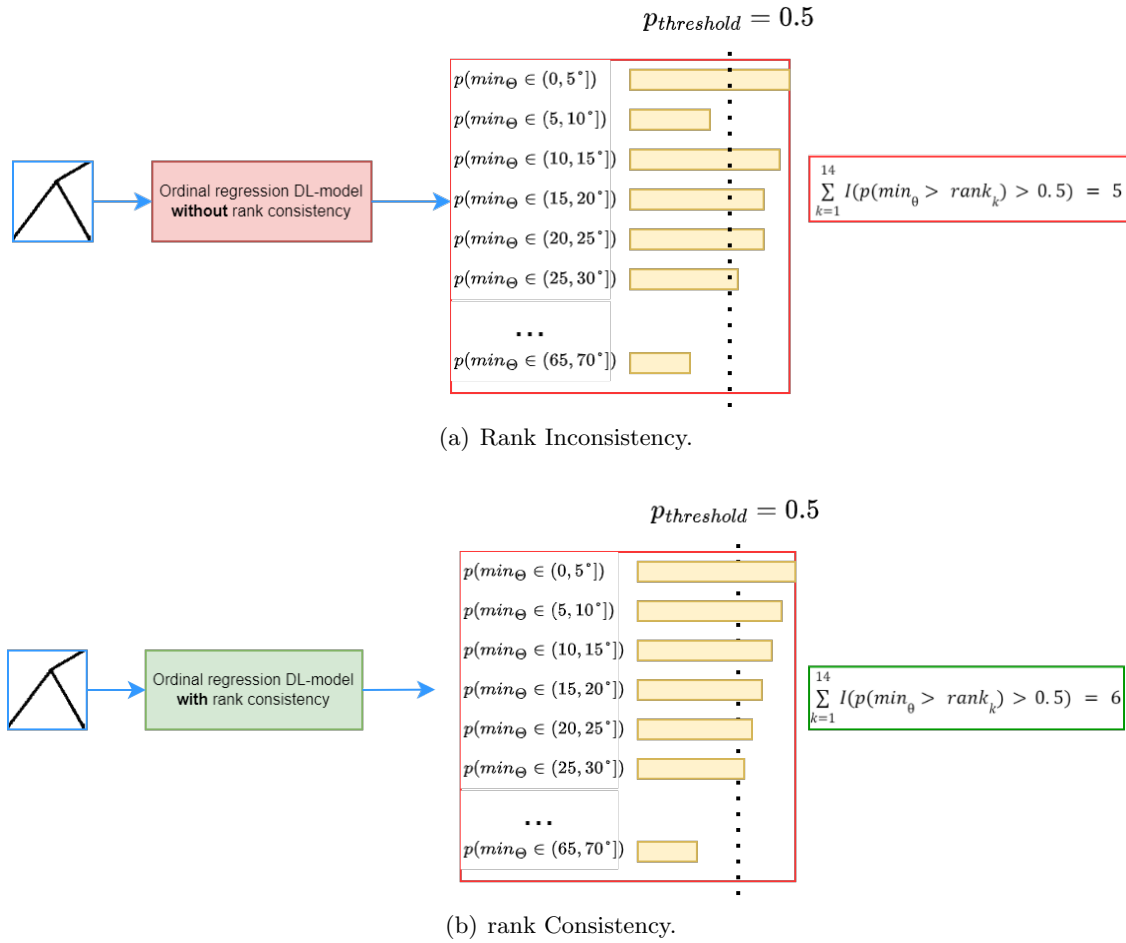 p_{threshold} = 0.5
p(min_Θ ∈ (0, 5°])
p(min_Θ ∈ (5, 10°])
p(min_Θ ∈ (10, 15°])
p(min_Θ ∈ (15, 20°])
p(min_Θ ∈ (20, 25°])
p(min_Θ ∈ (25, 30°])
...
p(min_Θ ∈ (65, 70°])
Ordinal regression DL-model
without rank consistency
14
∑ I(p(min_θ > rank_k) > 0.5) = 5
k=1
(a) Rank Inconsistency.
p_{threshold} = 0.5
p(min_Θ ∈ (0, 5°])
p(min_Θ ∈ (5, 10°])
p(min_Θ ∈ (10, 15°])
p(min_Θ ∈ (15, 20°])
p(min_Θ ∈ (20, 25°])
p(min_Θ ∈ (25, 30°])
...
p(min_Θ ∈ (65, 70°])
Ordinal regression DL-model
with rank consistency
14
∑ I(p(min_θ > rank_k) > 0.5) = 6
k=1
(b) rank Consistency.